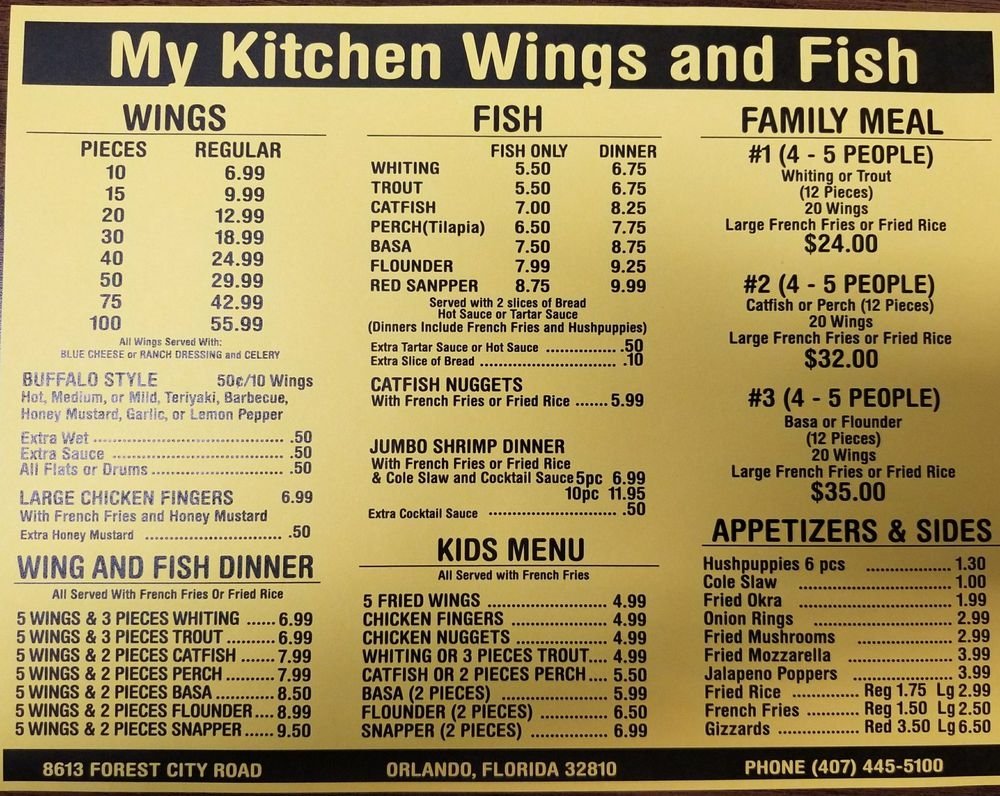 My Kitchen Wings and Fish
WINGS
PIECES REGULAR
10 6.99
15 9.99
20 12.99
30 18.99
40 24.99
50 29.99
75 42.99
100 55.99
All Wings Served With:
BLUE CHEESE or RANCH DRESSING and CELERY
BUFFALO STYLE 50¢/10 Wings
Hot, Medium, or Mild, Teriyaki, Barbecue,
Honey Mustard, Garlic, or Lemon Pepper
Extra Wet .50
Extra Sauce .50
All Flats or Drums .50
LARGE CHICKEN FINGERS 6.99
With French Fries and Honey Mustard
Extra Honey Mustard .50
WING AND FISH DINNER
All Served With French Fries Or Fried Rice
5 WINGS & 3 PIECES WHITING ...... 6.99
5 WINGS & 3 PIECES TROUT .......... 6.99
5 WINGS & 2 PIECES CATFISH ....... 7.99
5 WINGS & 2 PIECES PERCH .......... 7.99
5 WINGS & 2 PIECES BASA ............ 8.50
5 WINGS & 2 PIECES FLOUNDER .... 8.99
5 WINGS & 2 PIECES SNAPPER ...... 9.50
FISH
FISH ONLY DINNER
WHITING 5.50 6.75
TROUT 5.50 6.75
CATFISH 7.00 8.25
PERCH(Tilapia) 6.50 7.75
BASA 7.50 8.75
FLOUNDER 7.99 9.25
RED SANPPER 8.75 9.99
Served with 2 slices of Bread
Hot Sauce or Tartar Sauce
(Dinners Include French Fries and Hushpuppies)
Extra Tartar Sauce or Hot Sauce ............... .50
Extra Slice of Bread .............................. .10
CATFISH NUGGETS
With French Fries or Fried Rice ....... 5.99
JUMBO SHRIMP DINNER
With French Fries or Fried Rice
& Cole Slaw and Cocktail Sauce 5pc 6.99
10pc 11.95
Extra Cocktail Sauce ............................ .50
KIDS MENU
All Served with French Fries
5 FRIED WINGS ........................ 4.99
CHICKEN FINGERS ................... 4.99
CHICKEN NUGGETS ................... 4.99
WHITING OR 3 PIECES TROUT.... 4.99
CATFISH OR 2 PIECES PERCH.... 5.50
BASA (2 PIECES) ..................... 5.99
FLOUNDER (2 PIECES) .............. 6.50
SNAPPER (2 PIECES) ................ 6.99
FAMILY MEAL
#1 (4 - 5 PEOPLE)
Whiting or Trout
(12 Pieces)
20 Wings
Large French Fries or Fried Rice
$24.00
#2 (4 - 5 PEOPLE)
Catfish or Perch (12 Pieces)
20 Wings
Large French Fries or Fried Rice
$32.00
#3 (4 - 5 PEOPLE)
Basa or Flounder
(12 Pieces)
20 Wings
Large French Fries or Fried Rice
$35.00
APPETIZERS & SIDES
Hushpuppies 6 pcs ................. 1.30
Cole Slaw ........................... 1.00
Fried Okra .......................... 1.99
Onion Rings ........................ 2.99
Fried Mushrooms .................. 2.99
Fried Mozzarella ................... 3.99
Jalapeno Poppers ................. 3.99
Fried Rice ............ Reg 1.75 Lg 2.99
French Fries .......... Reg 1.50 Lg 2.50
Gizzards ............... Red 3.50 Lg 6.50
8613 FOREST CITY ROAD ORLANDO, FLORIDA 32810 PHONE (407) 445-5100